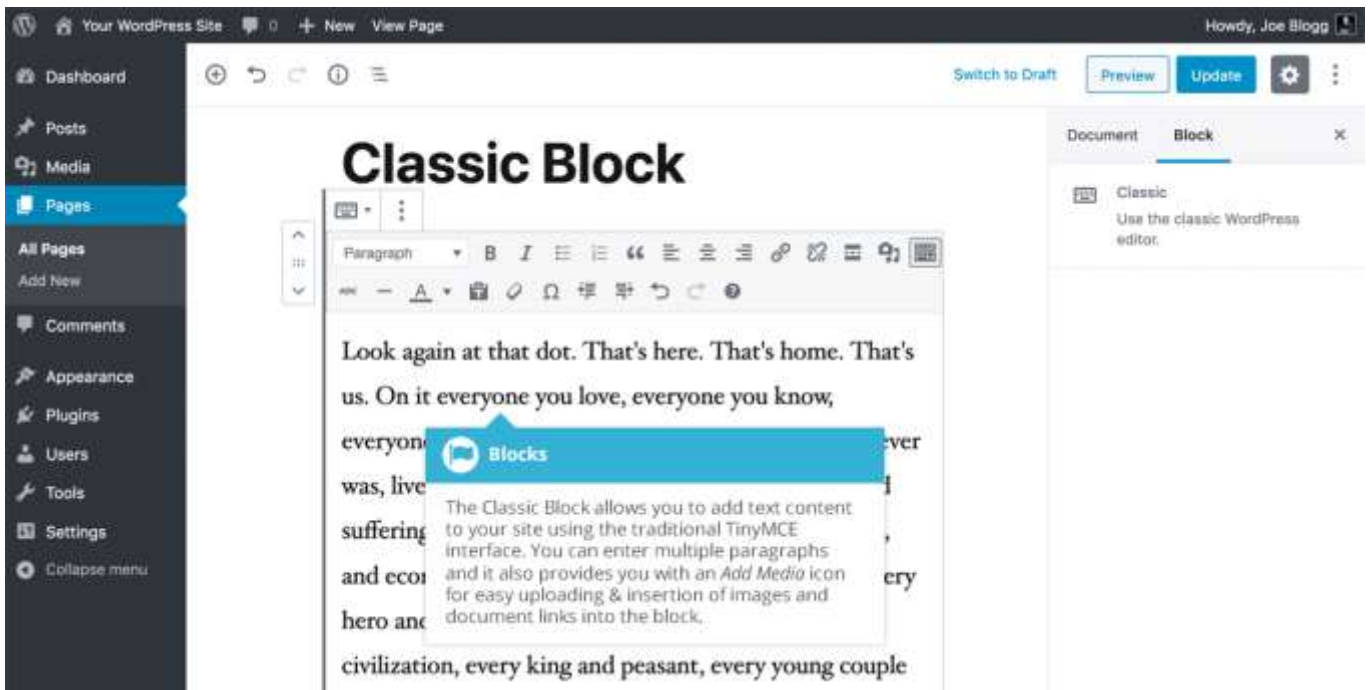 Your WordPress Site 0 + New View Page
Howdy, Joe Blogg
Dashboard
Posts
Media
Pages
All Pages
Add New
Comments
Appearance
Plugins
Users
Tools
Settings
Collapse menu
Switch to Draft Preview Update
Classic Block
Paragraph B I
ABC A Ω
Look again at that dot. That's here. That's home. That's
us. On it everyone you love, everyone you know,
everyon ever
was, live
suffering ,
and econ ery
hero and
civilization, every king and peasant, every young couple
Blocks
The Classic Block allows you to add text content
to your site using the traditional TinyMCE
interface. You can enter multiple paragraphs
and it also provides you with an Add Media icon
for easy uploading & insertion of images and
document links into the block.
Document Block
Classic
Use the classic WordPress
editor.